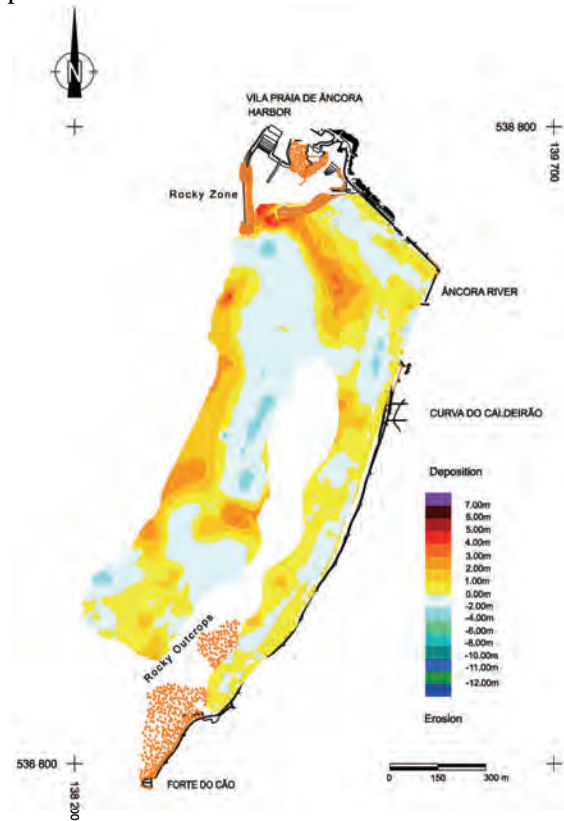 N
VILA PRAIA DE ÂNCORA
HARBOR
536 800
139 700
Rocky Zone
ÂNCORA RIVER
CURVA DO CALDEIRÃO
Deposition
7.00m
6.00m
5.00m
4.00m
3.00m
2.00m
1.00m
0.00m
-2.00m
-4.00m
-6.00m
-8.00m
-10.00m
-11.00m
-12.00m
Erosion
Rocky Outcrops
536 800
138 200
FORTE DO CÃO
0 150 300 m